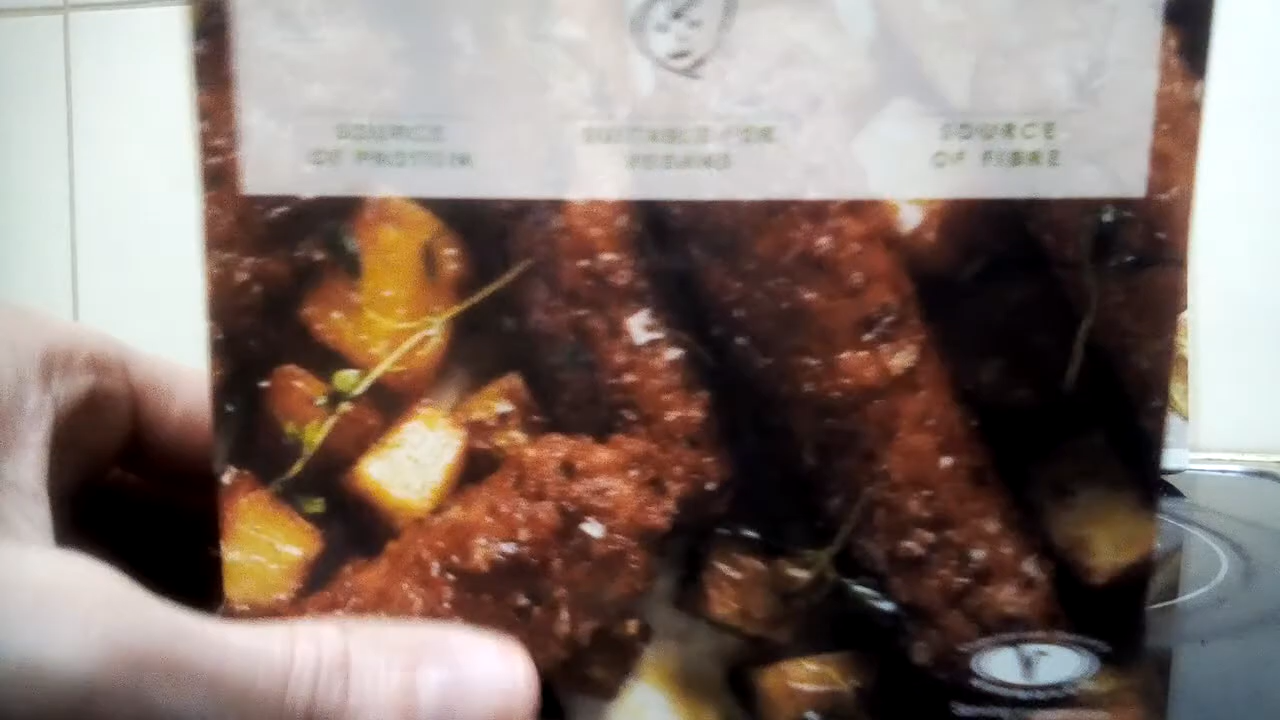 SOURCE
OF PROTEIN
SUITABLE FOR
VEGANS
SOURCE
OF FIBRE